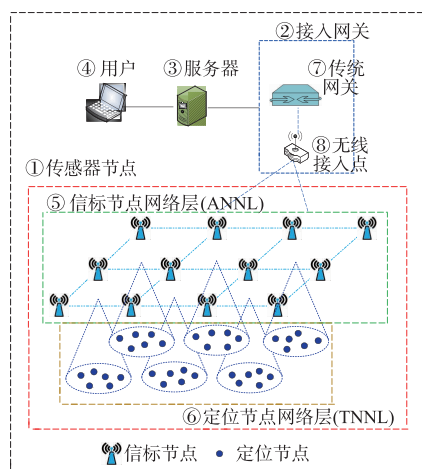 ②接入网关
④用户
③服务器
⑦传统
网关
⑧无线
接入点
①传感器节点
⑤信标节点网络层(ANNL)
⑥定位节点网络层(TNNL)
信标节点
定位节点